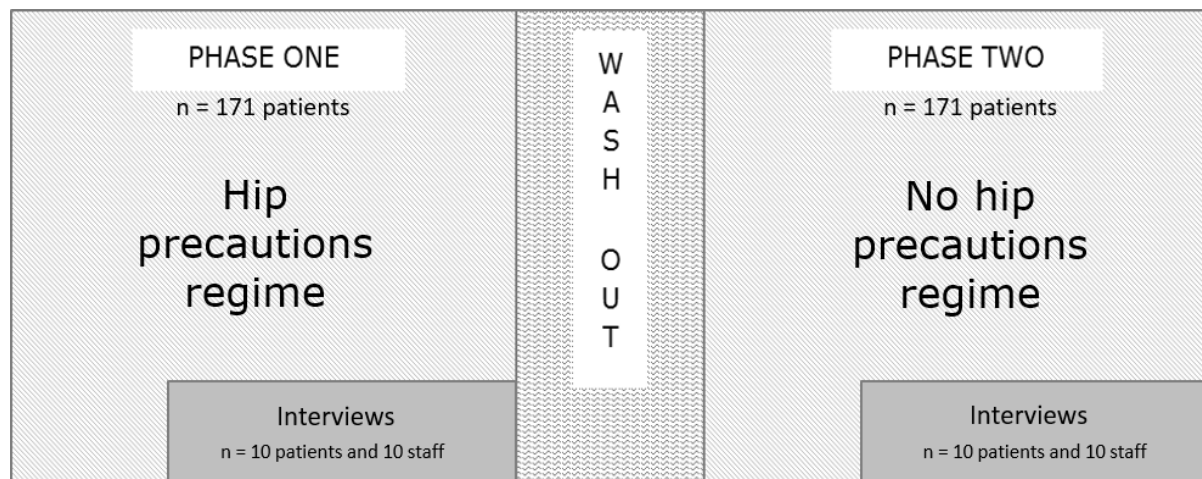 PHASE ONE
n = 171 patients
Hip
precautions
regime
Interviews
n = 10 patients and 10 staff
W
A
S
H
O
U
T
PHASE TWO
n = 171 patients
No hip
precautions
regime
Interviews
n = 10 patients and 10 staff